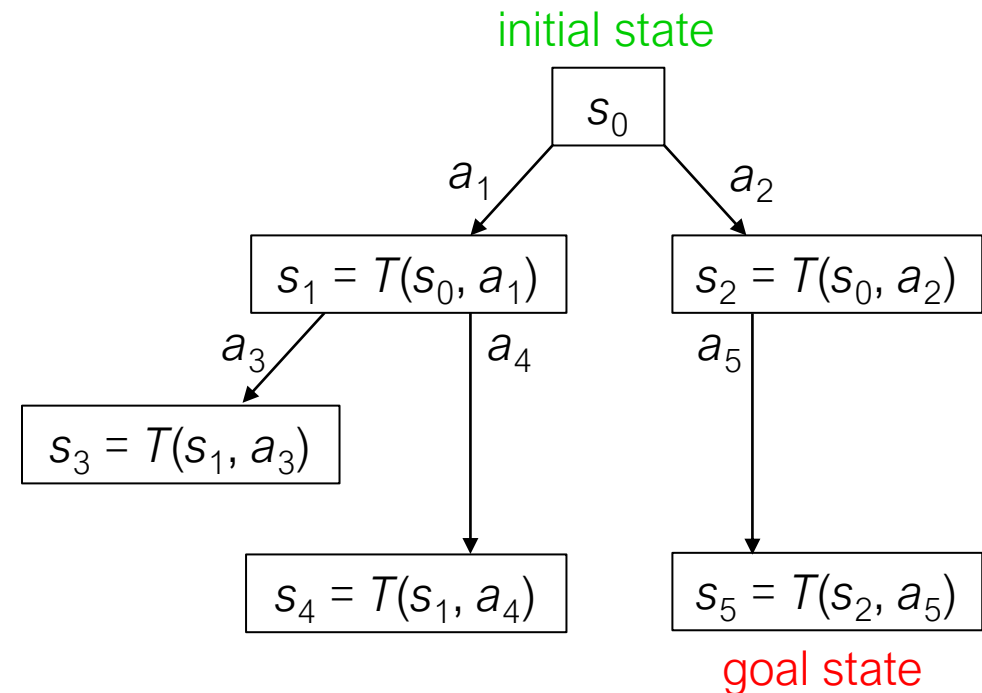 initial state
s₀
a₁ a₂
s₁ = T(s₀, a₁) s₂ = T(s₀, a₂)
a₃ a₄ a₅
s₃ = T(s₁, a₃)
s₄ = T(s₁, a₄) s₅ = T(s₂, a₅)
goal state